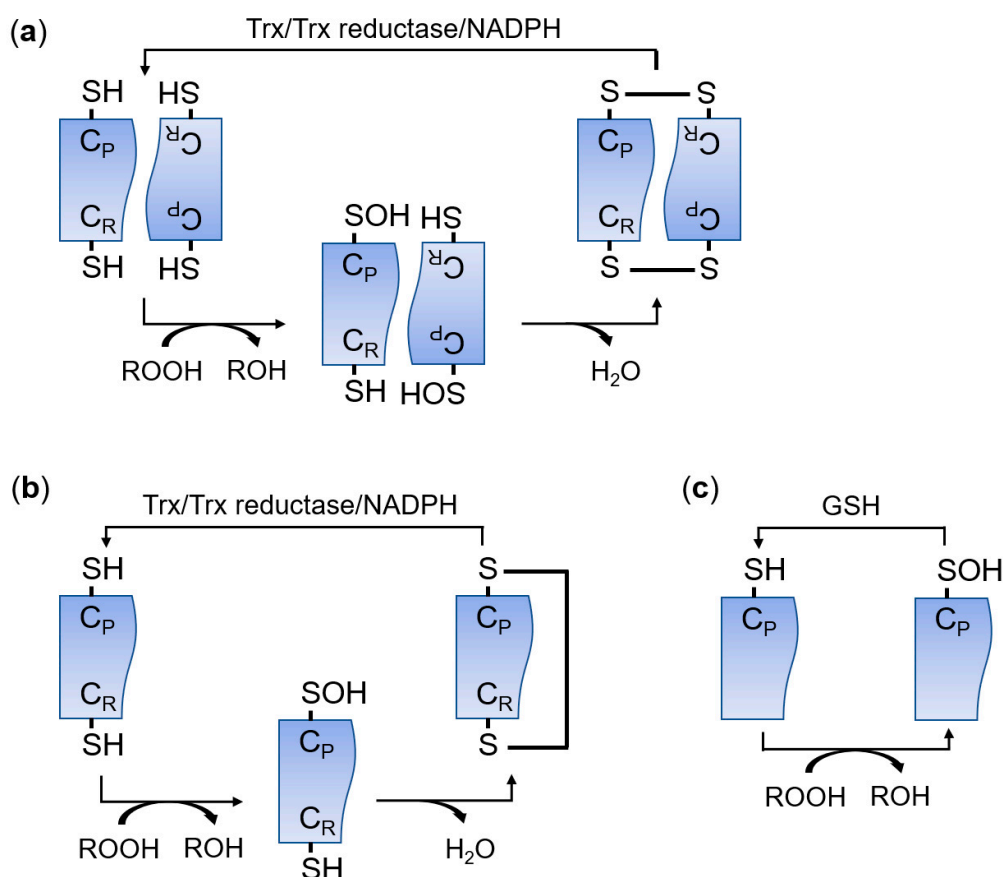 (a)
Trx/Trx reductase/NADPH
SH HS
CP CR
CR CP
SH HS
S S
CP CR
CR CP
S S
SOH HS
CP CR
CR CP
SH HOS
ROOH ROH
H2O
(b)
Trx/Trx reductase/NADPH
SH
CP
CR
SH
SOH
CP
CR
SH
S
CP
CR
S
ROOH ROH
H2O
(c)
GSH
SH
CP
SOH
CP
ROOH ROH